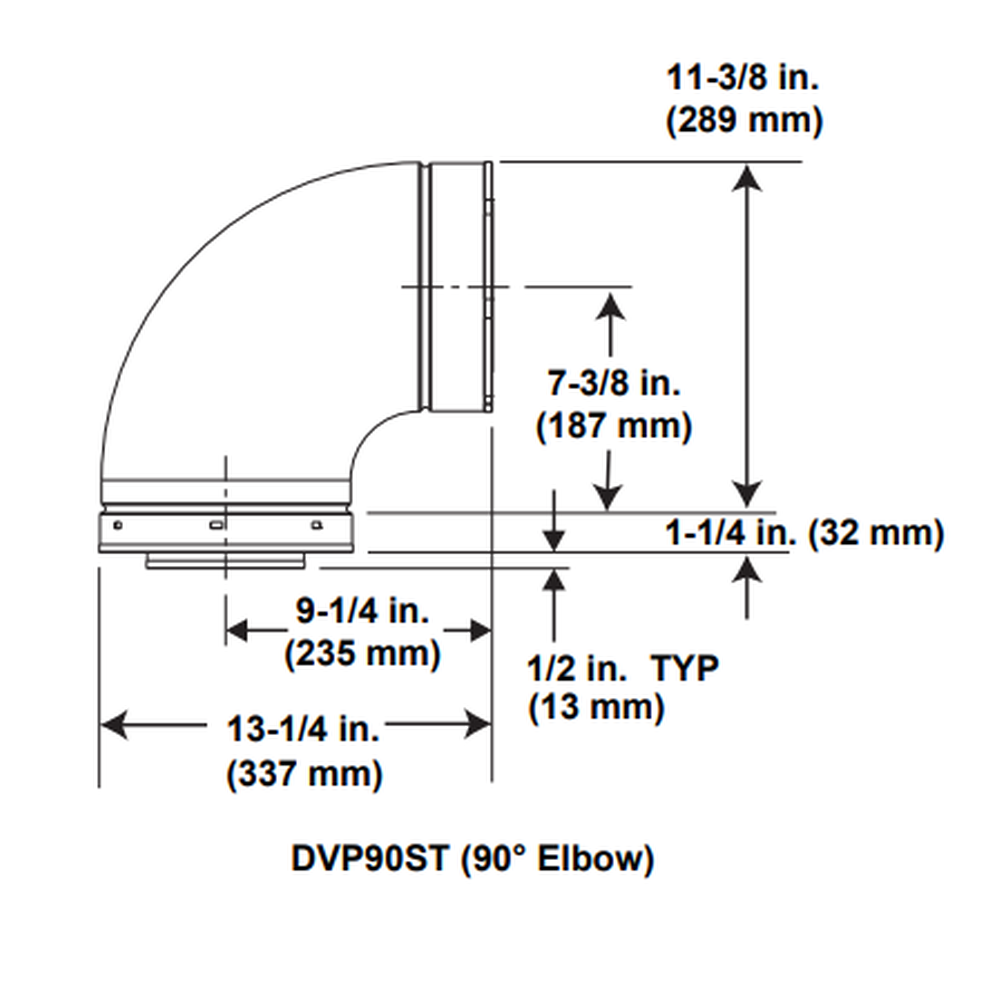 11-3/8 in.
(289 mm)
7-3/8 in.
(187 mm)
1-1/4 in. (32 mm)
9-1/4 in.
(235 mm)
1/2 in. TYP
(13 mm)
13-1/4 in.
(337 mm)
DVP90ST (90° Elbow)